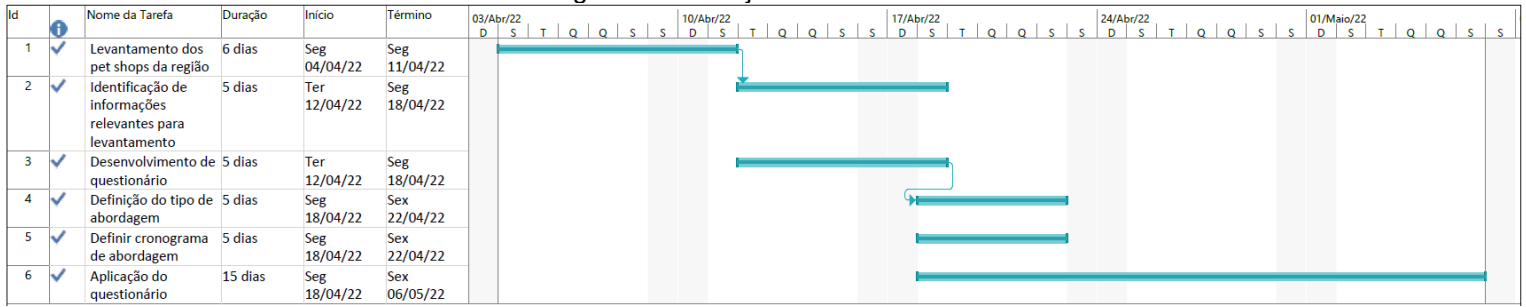 Id Nome da Tarefa Duração Início Término 03/Abr/22 10/Abr/22 17/Abr/22 24/Abr/22 01/Maio/22
D S T Q Q S S D S T Q Q S S D S T Q Q S S D S T Q Q S S D S T Q Q S S
1 Levantamento dos 6 dias Seg Seg
pet shops da região 04/04/22 11/04/22
2 Identificação de 5 dias Ter Seg
informações 12/04/22 18/04/22
relevantes para
levantamento
3 Desenvolvimento de 5 dias Ter Seg
questionário 12/04/22 18/04/22
4 Definição do tipo de 5 dias Seg Sex
abordagem 18/04/22 22/04/22
5 Definir cronograma 5 dias Seg Sex
de abordagem 18/04/22 22/04/22
6 Aplicação do 15 dias Seg Sex
questionário 18/04/22 06/05/22